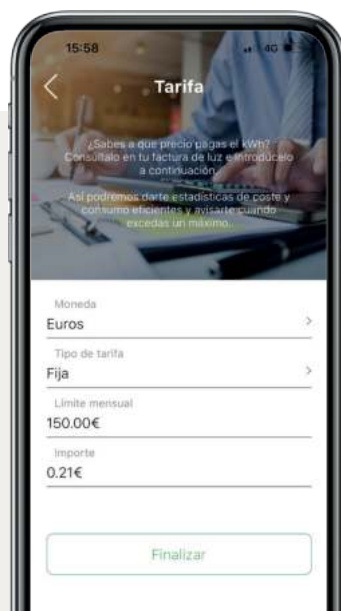 15:58
4G
Tarifa
¿Sabes a que precio pagas el kWh?
Consúltalo en tu factura de luz e introdúcelo
a continuación.
Así podremos darte estadísticas de coste y
consumo eficientes y avisarte cuando
excedas un máximo.
Moneda
Euros
Tipo de tarifa
Fija
Límite mensual
150.00€
Importe
0.21€
Finalizar